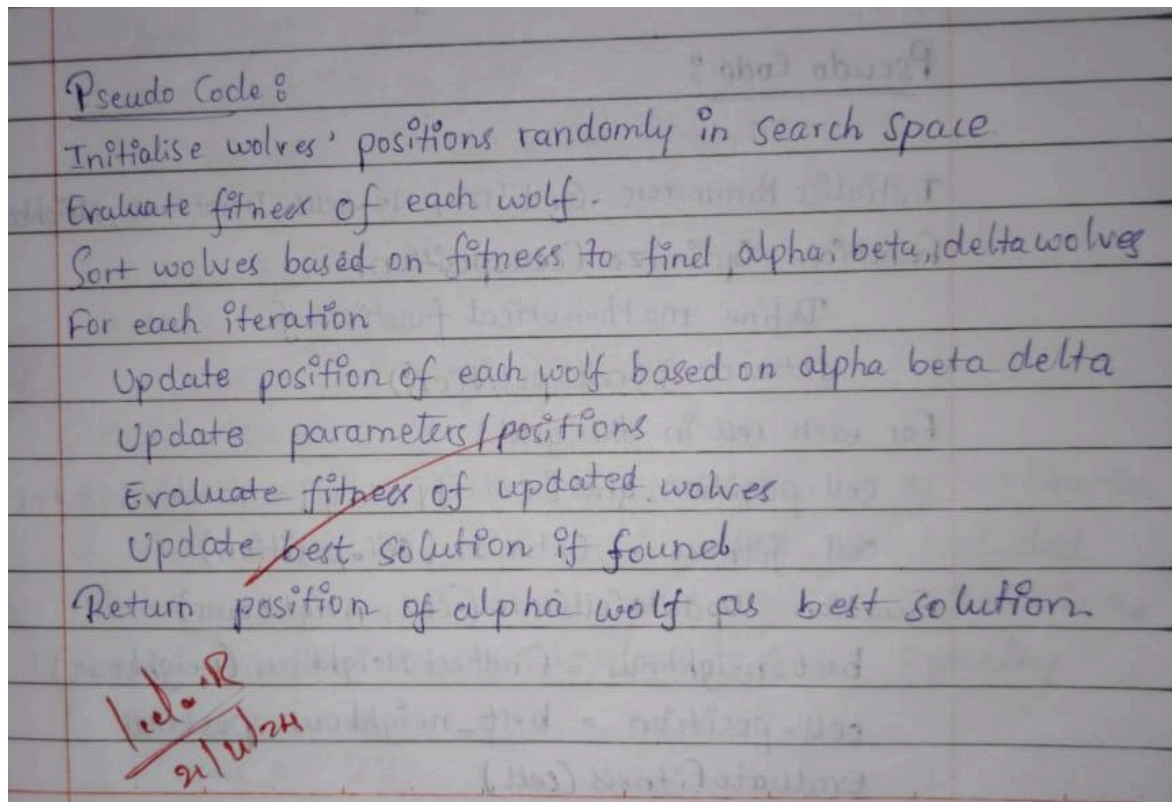 Pseudo Code :
Initialise wolves' positions randomly in search space
Evaluate fitness of each wolf.
Sort wolves based on fitness to find alpha, beta, delta wolves
For each iteration
Update position of each wolf based on alpha beta delta
Update parameters / positions
Evaluate fitness of updated wolves
Update best solution if found
Return position of alpha wolf as best solution.